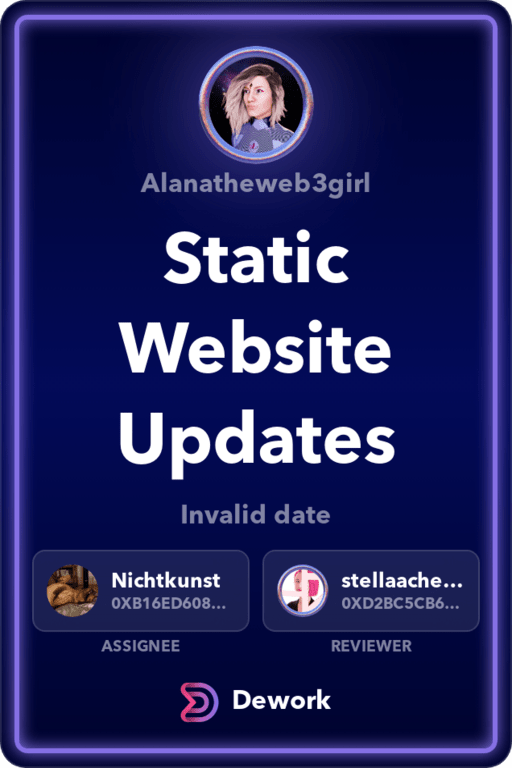 Alanatheweb3girl
Static
Website
Updates
Invalid date
Nichtkunst
0XB16ED608...
stellaache...
0XD2BC5CB6...
ASSIGNEE
REVIEWER
Dework